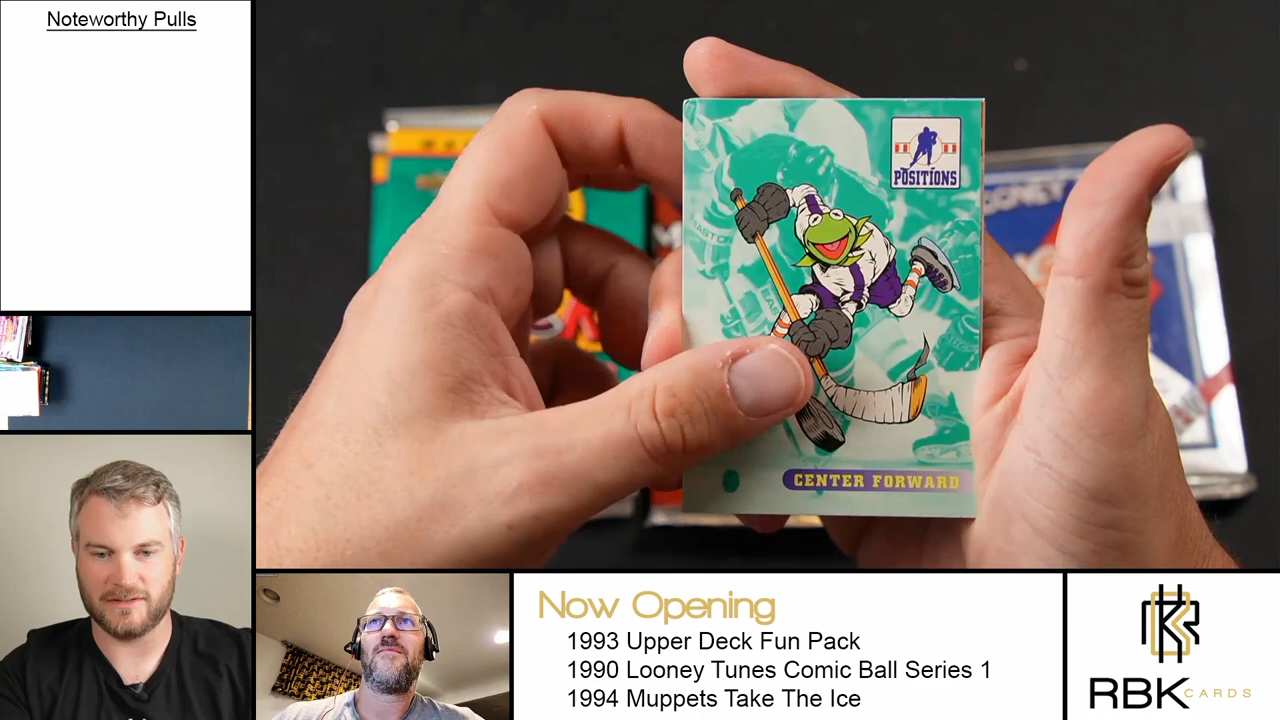 Noteworthy Pulls
POSITIONS
CENTER FORWARD
Now Opening
1993 Upper Deck Fun Pack
1990 Looney Tunes Comic Ball Series 1
1994 Muppets Take The Ice
RBK CARDS